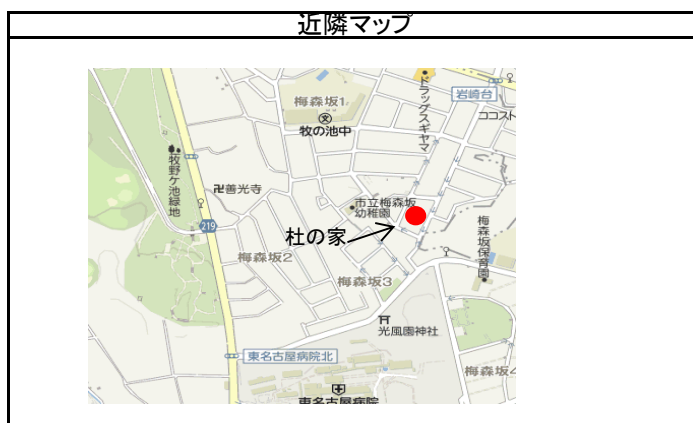 近隣マップ
梅森坂1
牧の池中
ドラッグスギヤマ
岩崎台
ココスト
牧野ケ池緑地
卍善光寺
市立梅森坂
幼稚園
219
杜の家
梅森坂2
梅森坂3
梅森坂保育園
光風園神社
東名古屋病院北
梅森坂4
東名古屋病院